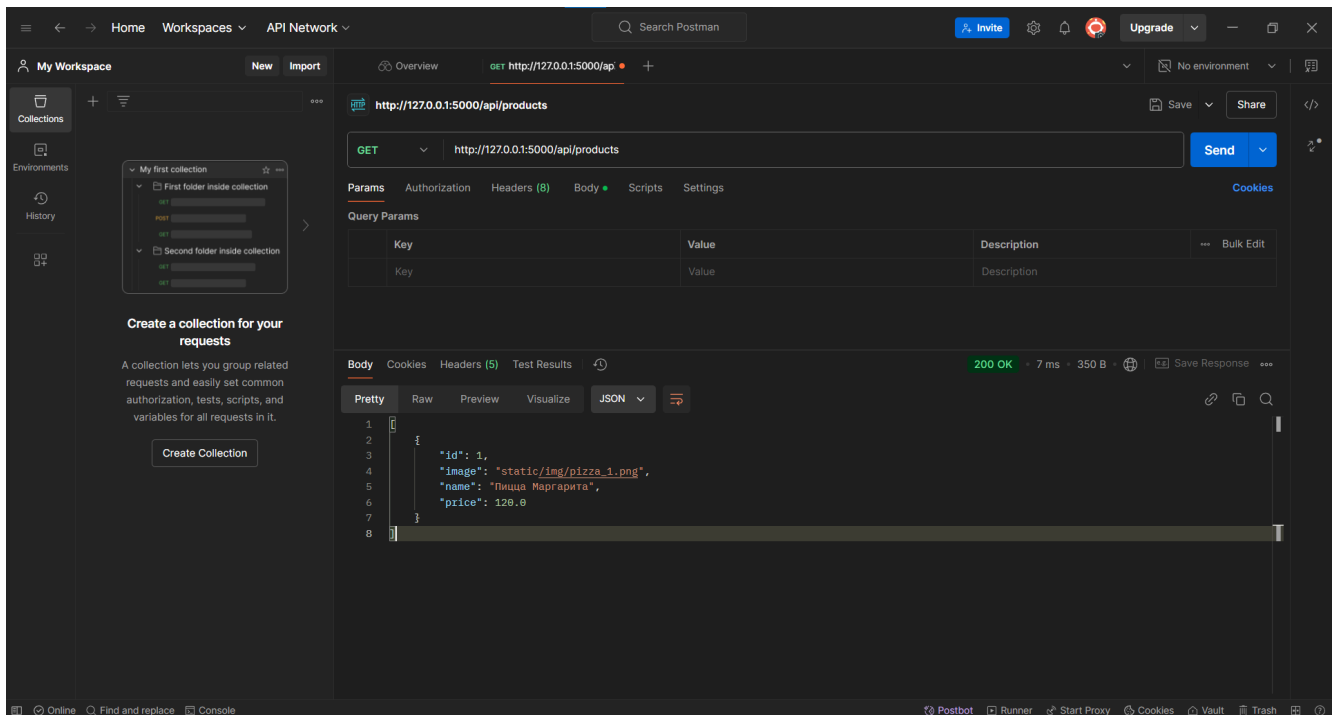 Home Workspaces API Network Search Postman Invite Upgrade
My Workspace New Import Overview GET http://127.0.0.1:5000/ap No environment
Collections
http://127.0.0.1:5000/api/products Save Share
GET http://127.0.0.1:5000/api/products Send
Environments
Params Authorization Headers (8) Body Scripts Settings Cookies
History
Query Params
Key Value Description Bulk Edit
Key Value Description
My first collection
First folder inside collection
GET
POST
GET
Second folder inside collection
GET
GET
Create a collection for your
requests
A collection lets you group related
requests and easily set common
authorization, tests, scripts, and
variables for all requests in it.
Create Collection
Body Cookies Headers (5) Test Results 200 OK 7 ms 350 B Save Response
Pretty Raw Preview Visualize JSON
1 [
2 {
3 "id": 1,
4 "image": "static/img/pizza_1.png",
5 "name": "Пицца Маргарита",
6 "price": 120.0
7 }
8 ]
Online Find and replace Console Postbot Runner Start Proxy Cookies Vault Trash